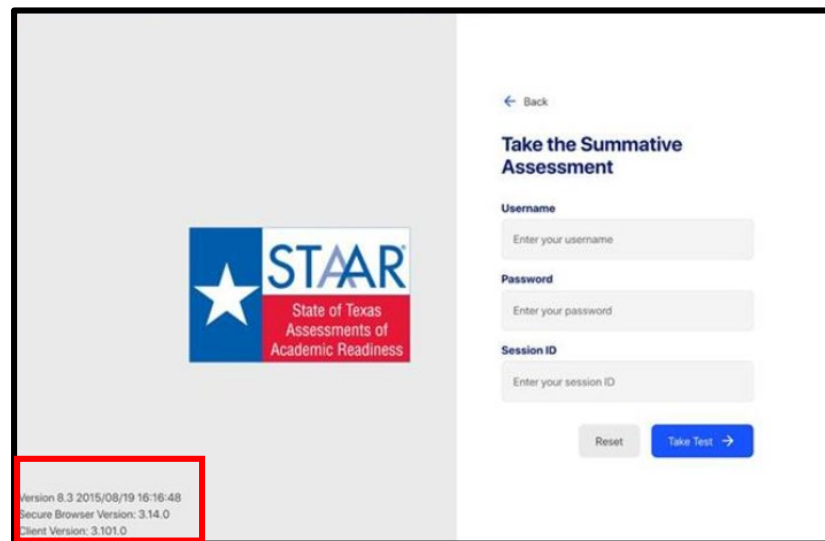 STAAR
State of Texas
Assessments of
Academic Readiness
Version 8.3 2015/08/19 16:16:48
Secure Browser Version: 3.14.0
Client Version: 3.101.0
← Back
Take the Summative
Assessment
Username
Enter your username
Password
Enter your password
Session ID
Enter your session ID
Reset
Take Test →